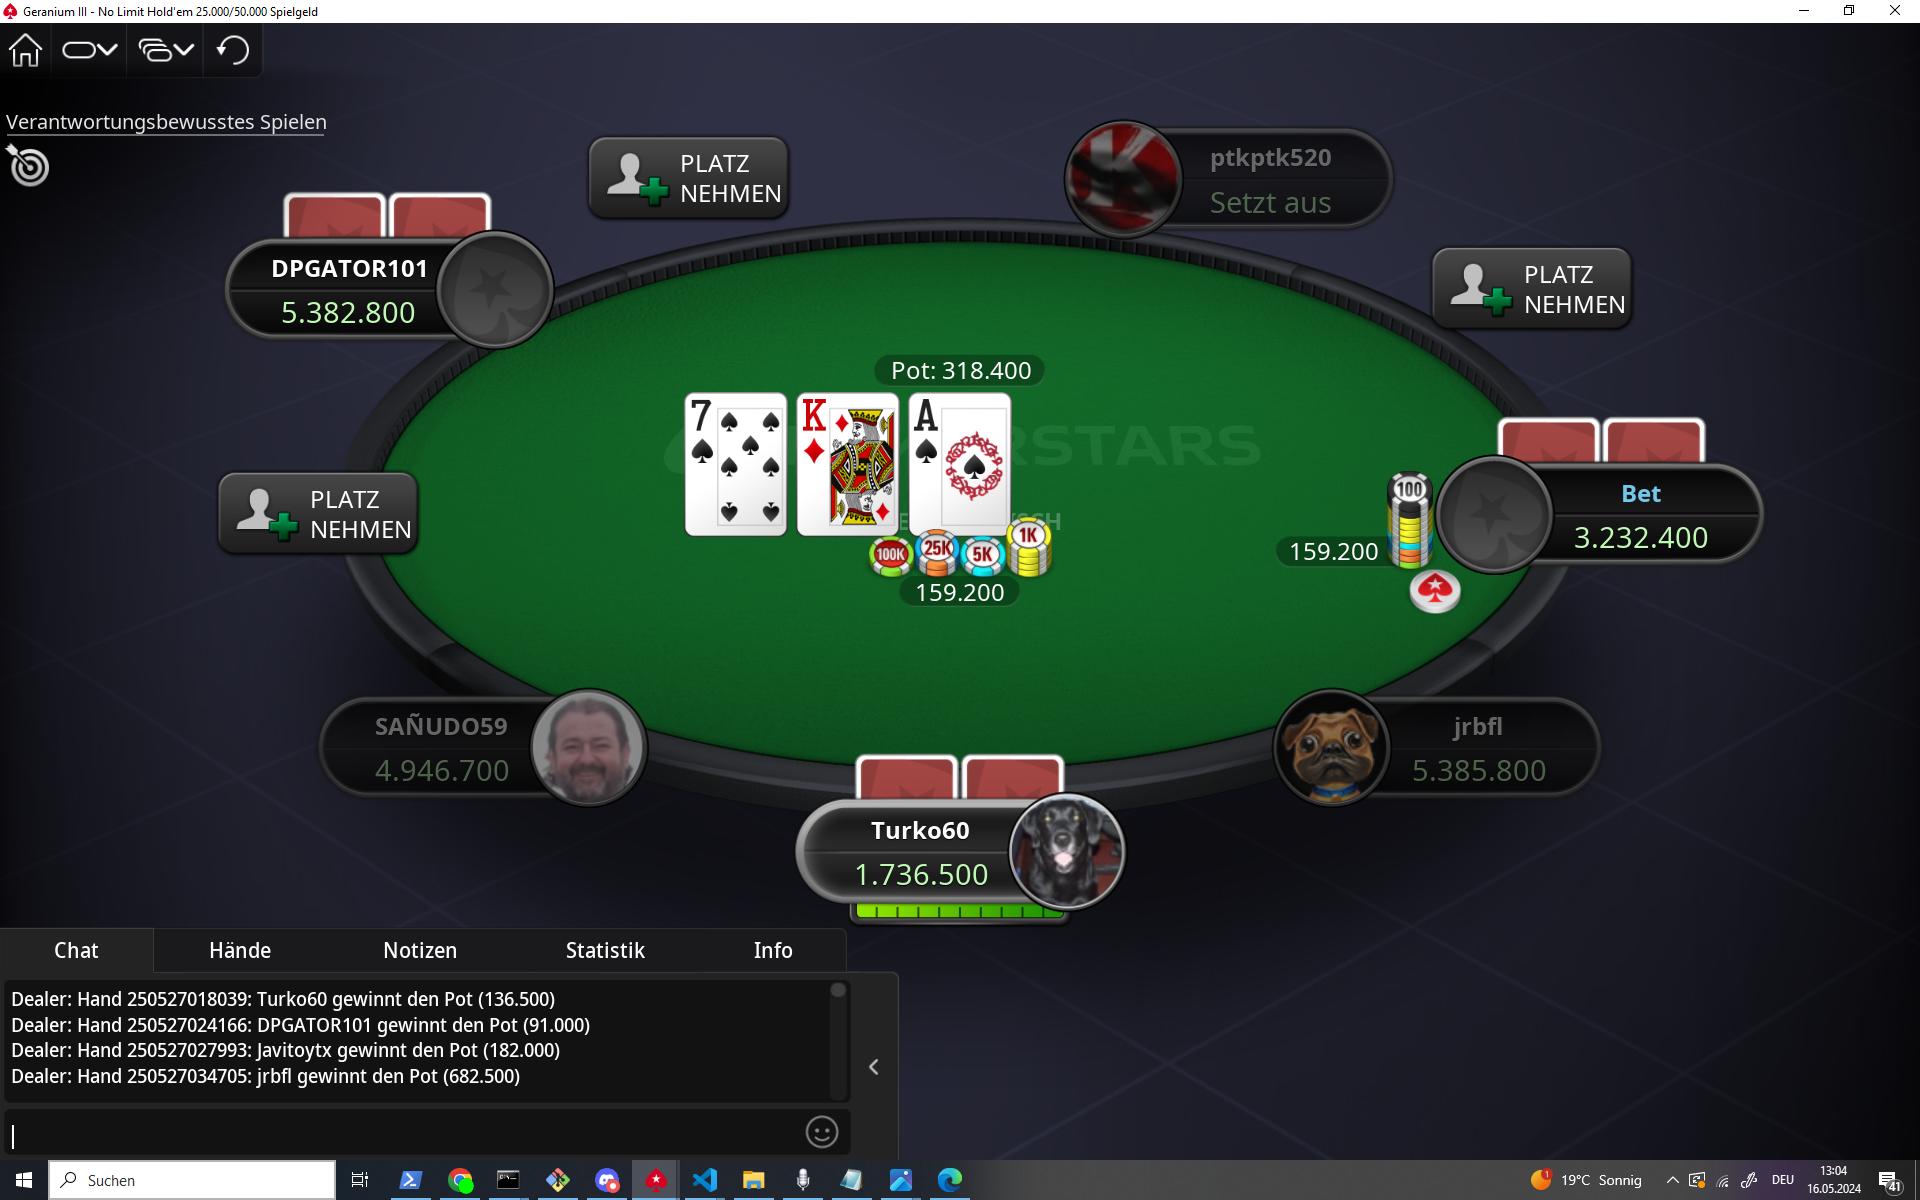 Geranium III - No Limit Hold'em 25.000/50.000 Spielgeld
Verantwortungsbewusstes Spielen
PLATZ
NEHMEN
ptkptk520
Setzt aus
DPGATOR101
5.382.800
PLATZ
NEHMEN
Pot: 318.400
7
K
A
RSTARS
PLATZ
NEHMEN
100
Bet
3.232.400
159.200
100K
25K
5K
1K
159.200
SAÑUDO59
4.946.700
jrbfl
5.385.800
Turko60
1.736.500
Chat
Hände
Notizen
Statistik
Info
Dealer: Hand 250527018039: Turko60 gewinnt den Pot (136.500)
Dealer: Hand 250527024166: DPGATOR101 gewinnt den Pot (91.000)
Dealer: Hand 250527027993: Javitoytx gewinnt den Pot (182.000)
Dealer: Hand 250527034705: jrbfl gewinnt den Pot (682.500)
Suchen
1
19°C Sonnig
DEU
13:04
16.05.2024
41